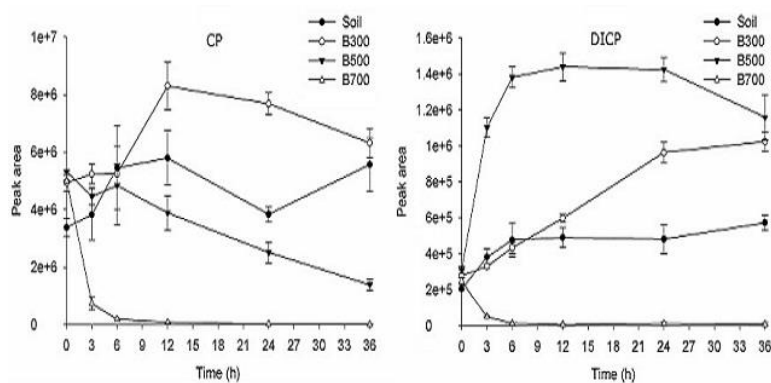 CP
Soil
B300
B500
B700
1e+7
8e+6
6e+6
4e+6
2e+6
0
Peak area
0 3 6 9 12 15 18 21 24 27 30 33 36
Time (h)
DICP
Soil
B300
B500
B700
1.6e+6
1.4e+6
1.2e+6
1.0e+6
8e+5
6e+5
4e+5
2e+5
0
Peak area
0 3 6 9 12 15 18 21 24 27 30 33 36
Time (h)